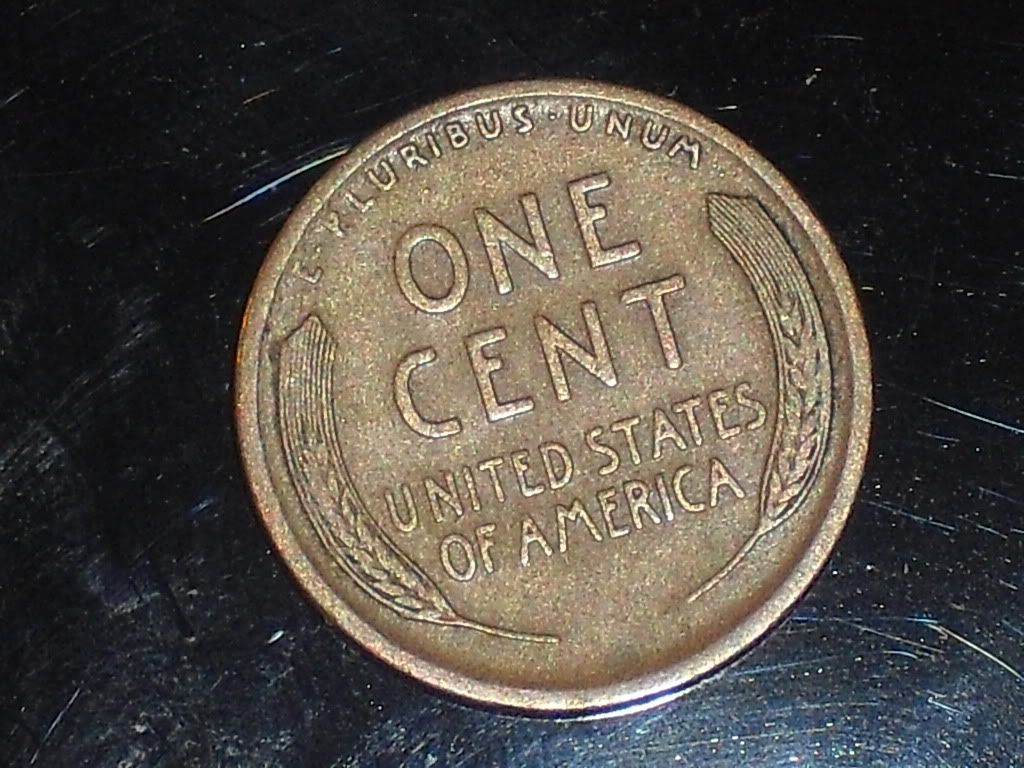 E·PLURIBUS·UNUM
ONE
CENT
UNITED STATES
OF AMERICA